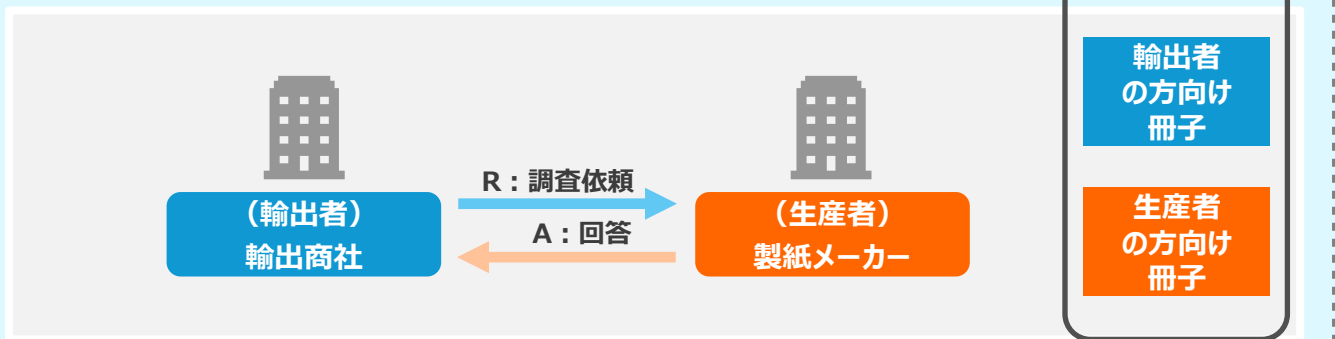 R：調査依頼
A：回答
（輸出者）
輸出商社
（生産者）
製紙メーカー
輸出者
の方向け
冊子
生産者
の方向け
冊子